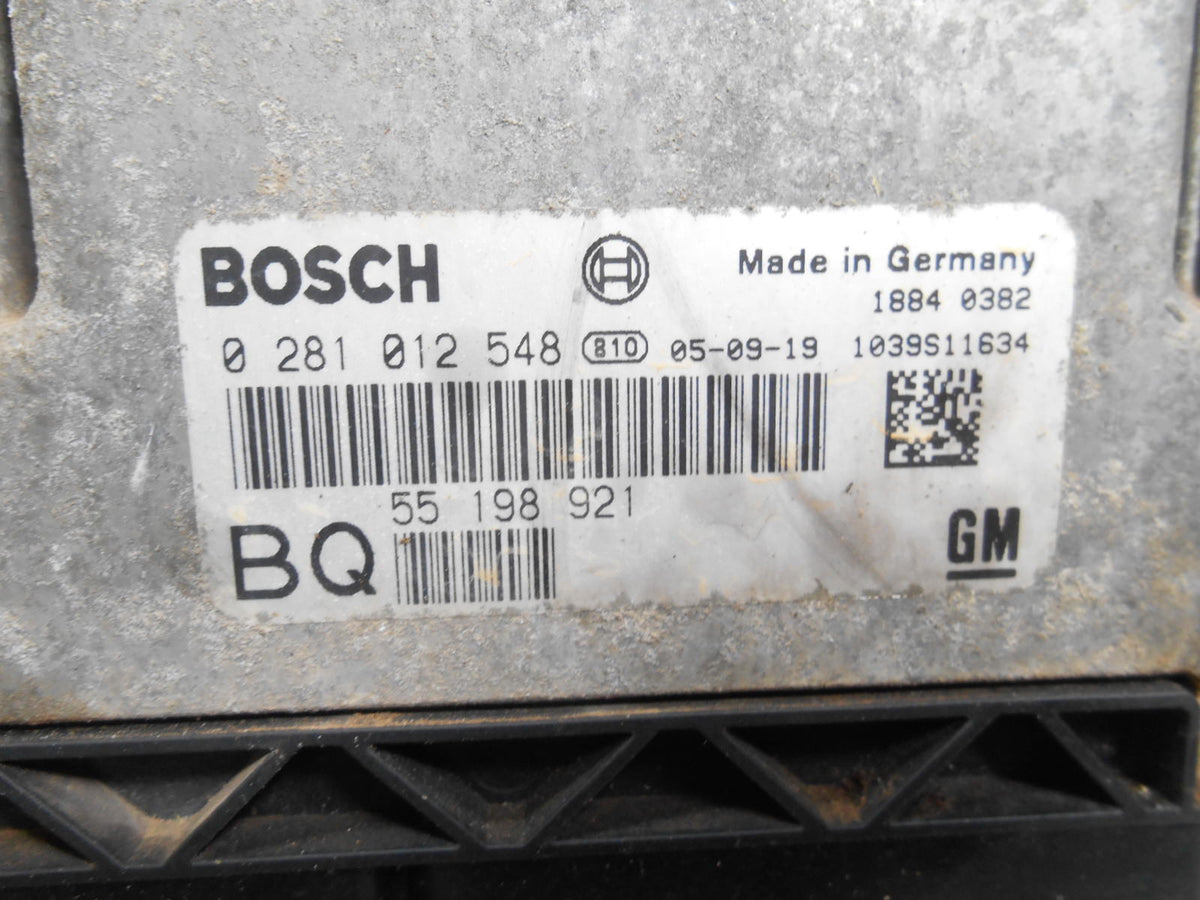 BOSCH Made in Germany
1884 0382
0 281 012 548 810 05-09-19 1039S11634
55 198 921
BQ GM